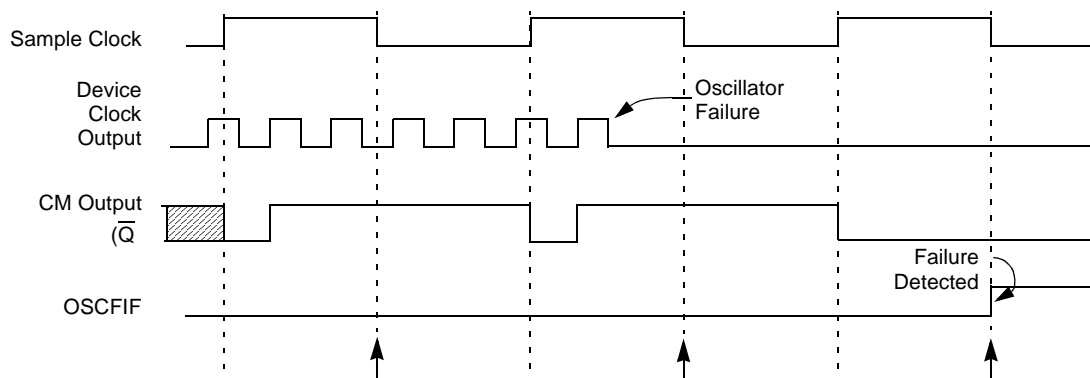 Sample Clock
Device
Clock
Output
Oscillator
Failure
CM Output
(Q̅
Failure
Detected
OSCFIF